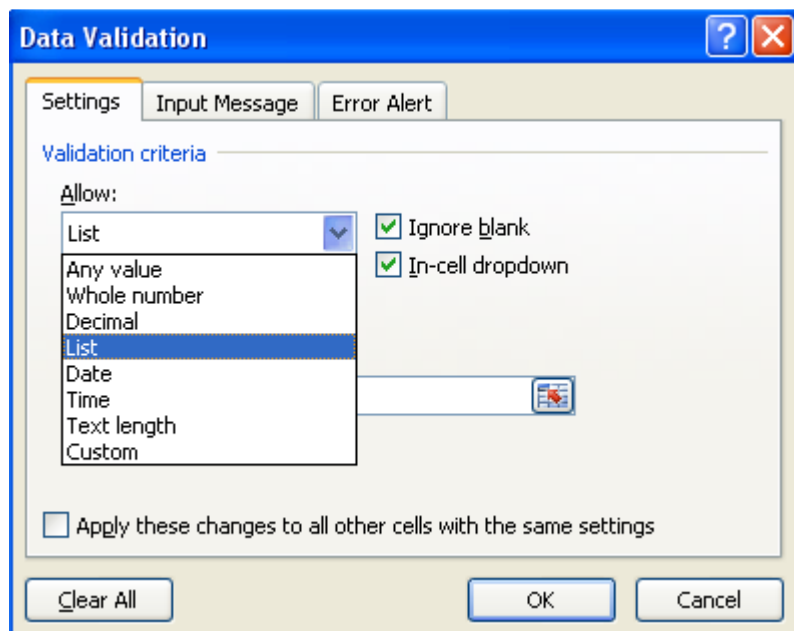 Data Validation
Settings Input Message Error Alert
Validation criteria
Allow:
List
Ignore blank
In-cell dropdown
Any value
Whole number
Decimal
List
Date
Time
Text length
Custom
Apply these changes to all other cells with the same settings
Clear All OK Cancel